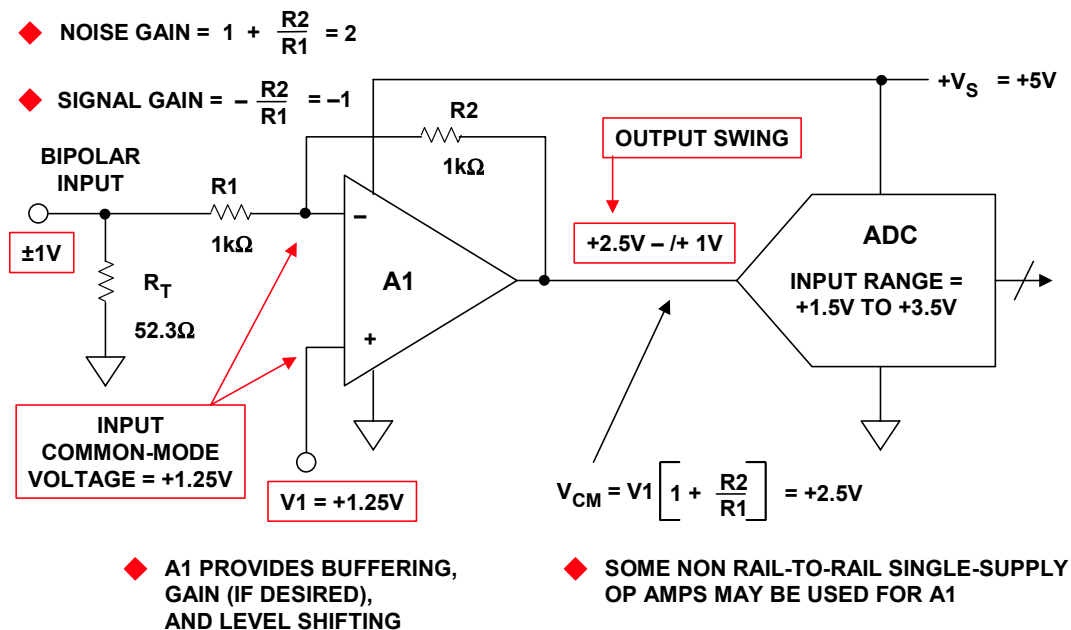 NOISE GAIN = 1 + R2/R1 = 2
SIGNAL GAIN = – R2/R1 = –1
+VS = +5V
R2
1kΩ
OUTPUT SWING
BIPOLAR
INPUT
R1
1kΩ
±1V
–
+
A1
+2.5V – /+ 1V
ADC
INPUT RANGE =
+1.5V TO +3.5V
RT
52.3Ω
INPUT
COMMON-MODE
VOLTAGE = +1.25V
V1 = +1.25V
VCM = V1 [ 1 + R2/R1 ] = +2.5V
A1 PROVIDES BUFFERING,
GAIN (IF DESIRED),
AND LEVEL SHIFTING
SOME NON RAIL-TO-RAIL SINGLE-SUPPLY
OP AMPS MAY BE USED FOR A1